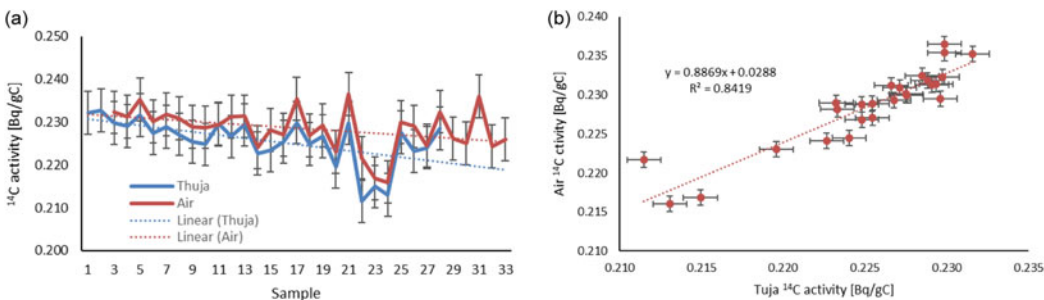 (a)
0.250
0.240
0.230
0.220
0.210
0.200
¹⁴C activity [Bq/gC]
Thuja
Air
Linear (Thuja)
Linear (Air)
1 3 5 7 9 11 13 15 17 19 21 23 25 27 29 31 33
Sample
(b)
0.240
0.235
0.230
0.225
0.220
0.215
0.210
Air ¹⁴C ctivity [Bq/gC]
y = 0.8869x + 0.0288
R² = 0.8419
0.210 0.215 0.220 0.225 0.230 0.235
Tuja ¹⁴C activity [Bq/gC]